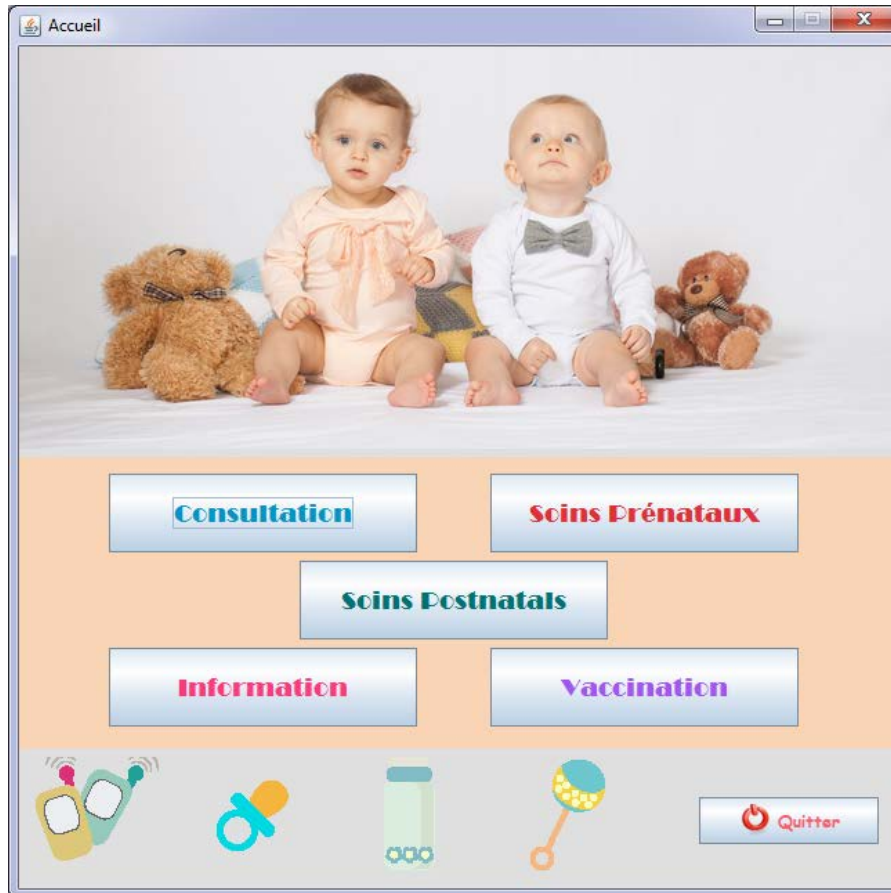 Accueil
Consultation
Soins Prénataux
Soins Postnatals
Information
Vaccination
Quitter